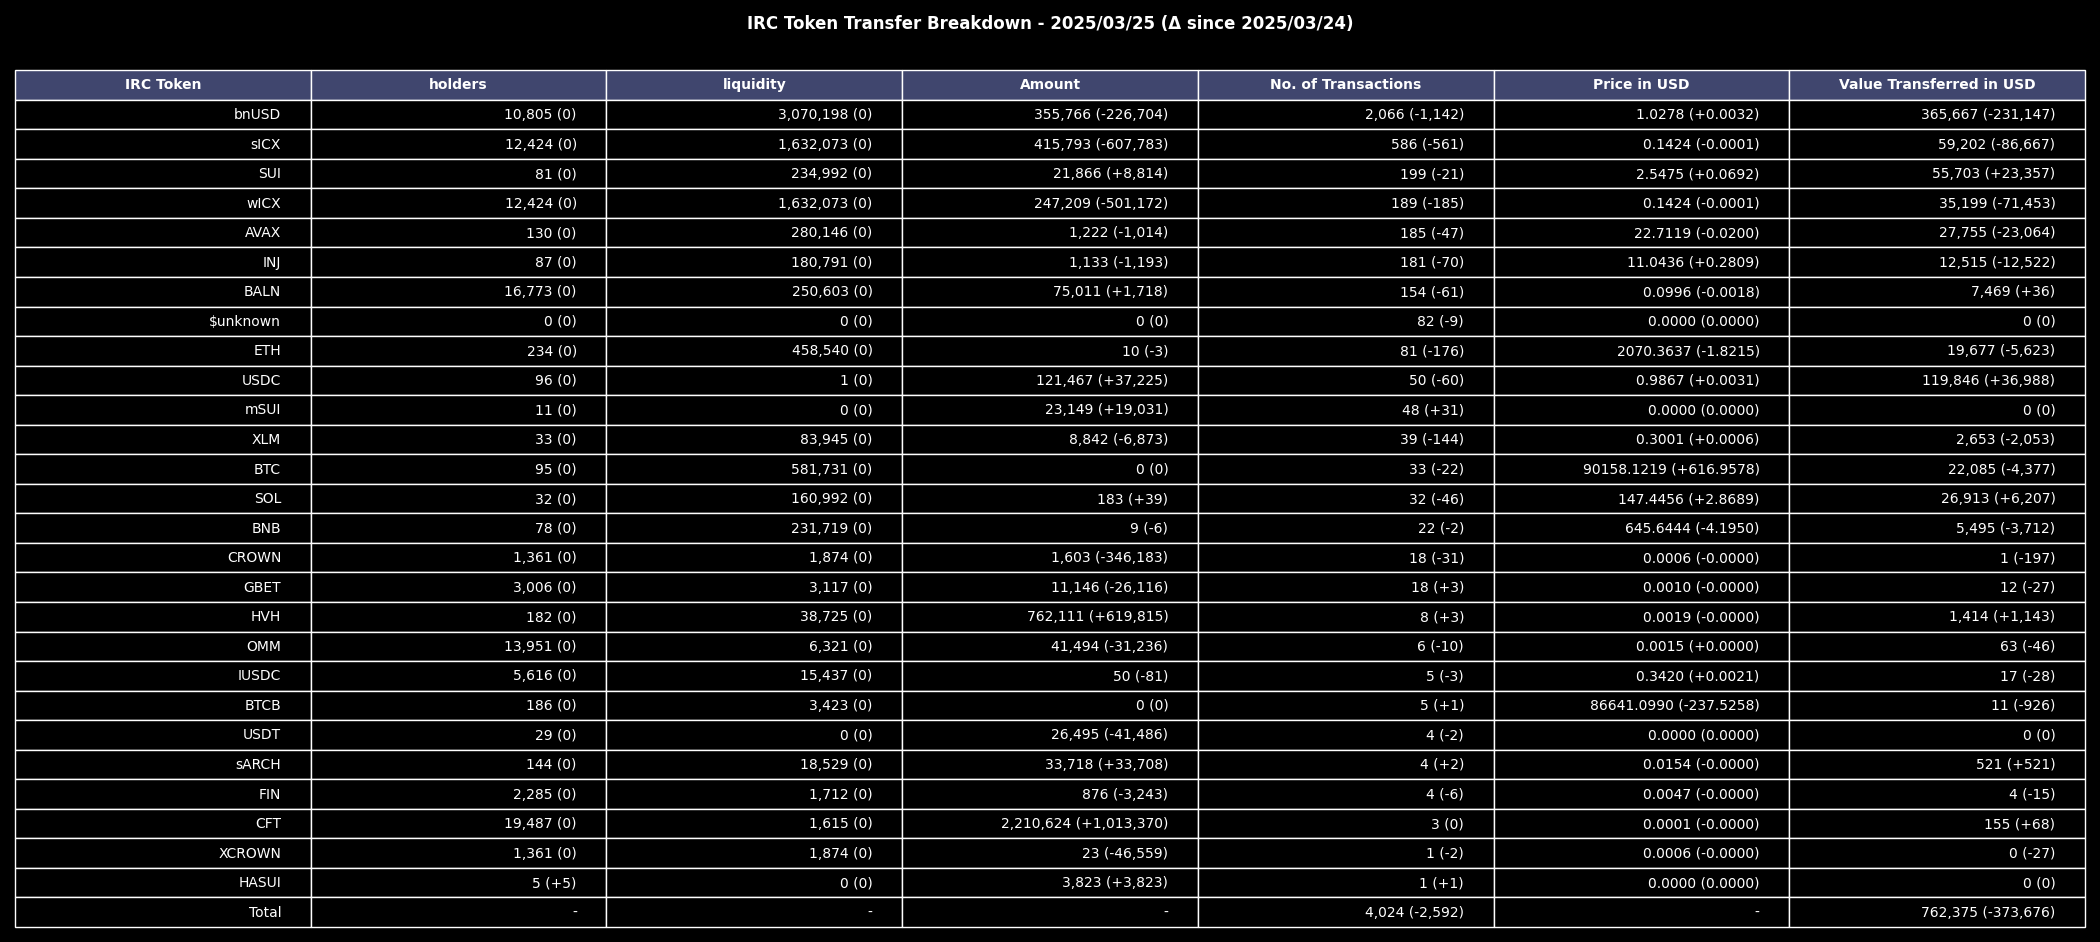 IRC Token Transfer Breakdown - 2025/03/25 (Δ since 2025/03/24)
IRC Token holders liquidity Amount No. of Transactions Price in USD Value Transferred in USD
bnUSD 10,805 (0) 3,070,198 (0) 355,766 (-226,704) 2,066 (-1,142) 1.0278 (+0.0032) 365,667 (-231,147)
sICX 12,424 (0) 1,632,073 (0) 415,793 (-607,783) 586 (-561) 0.1424 (-0.0001) 59,202 (-86,667)
SUI 81 (0) 234,992 (0) 21,866 (+8,814) 199 (-21) 2.5475 (+0.0692) 55,703 (+23,357)
wICX 12,424 (0) 1,632,073 (0) 247,209 (-501,172) 189 (-185) 0.1424 (-0.0001) 35,199 (-71,453)
AVAX 130 (0) 280,146 (0) 1,222 (-1,014) 185 (-47) 22.7119 (-0.0200) 27,755 (-23,064)
INJ 87 (0) 180,791 (0) 1,133 (-1,193) 181 (-70) 11.0436 (+0.2809) 12,515 (-12,522)
BALN 16,773 (0) 250,603 (0) 75,011 (+1,718) 154 (-61) 0.0996 (-0.0018) 7,469 (+36)
$unknown 0 (0) 0 (0) 0 (0) 82 (-9) 0.0000 (0.0000) 0 (0)
ETH 234 (0) 458,540 (0) 10 (-3) 81 (-176) 2070.3637 (-1.8215) 19,677 (-5,623)
USDC 96 (0) 1 (0) 121,467 (+37,225) 50 (-60) 0.9867 (+0.0031) 119,846 (+36,988)
mSUI 11 (0) 0 (0) 23,149 (+19,031) 48 (+31) 0.0000 (0.0000) 0 (0)
XLM 33 (0) 83,945 (0) 8,842 (-6,873) 39 (-144) 0.3001 (+0.0006) 2,653 (-2,053)
BTC 95 (0) 581,731 (0) 0 (0) 33 (-22) 90158.1219 (+616.9578) 22,085 (-4,377)
SOL 32 (0) 160,992 (0) 183 (+39) 32 (-46) 147.4456 (+2.8689) 26,913 (+6,207)
BNB 78 (0) 231,719 (0) 9 (-6) 22 (-2) 645.6444 (-4.1950) 5,495 (-3,712)
CROWN 1,361 (0) 1,874 (0) 1,603 (-346,183) 18 (-31) 0.0006 (-0.0000) 1 (-197)
GBET 3,006 (0) 3,117 (0) 11,146 (-26,116) 18 (+3) 0.0010 (-0.0000) 12 (-27)
HVH 182 (0) 38,725 (0) 762,111 (+619,815) 8 (+3) 0.0019 (-0.0000) 1,414 (+1,143)
OMM 13,951 (0) 6,321 (0) 41,494 (-31,236) 6 (-10) 0.0015 (+0.0000) 63 (-46)
IUSDC 5,616 (0) 15,437 (0) 50 (-81) 5 (-3) 0.3420 (+0.0021) 17 (-28)
BTCB 186 (0) 3,423 (0) 0 (0) 5 (+1) 86641.0990 (-237.5258) 11 (-926)
USDT 29 (0) 0 (0) 26,495 (-41,486) 4 (-2) 0.0000 (0.0000) 0 (0)
sARCH 144 (0) 18,529 (0) 33,718 (+33,708) 4 (+2) 0.0154 (-0.0000) 521 (+521)
FIN 2,285 (0) 1,712 (0) 876 (-3,243) 4 (-6) 0.0047 (-0.0000) 4 (-15)
CFT 19,487 (0) 1,615 (0) 2,210,624 (+1,013,370) 3 (0) 0.0001 (-0.0000) 155 (+68)
XCROWN 1,361 (0) 1,874 (0) 23 (-46,559) 1 (-2) 0.0006 (-0.0000) 0 (-27)
HASUI 5 (+5) 0 (0) 3,823 (+3,823) 1 (+1) 0.0000 (0.0000) 0 (0)
Total - - - 4,024 (-2,592) - 762,375 (-373,676)